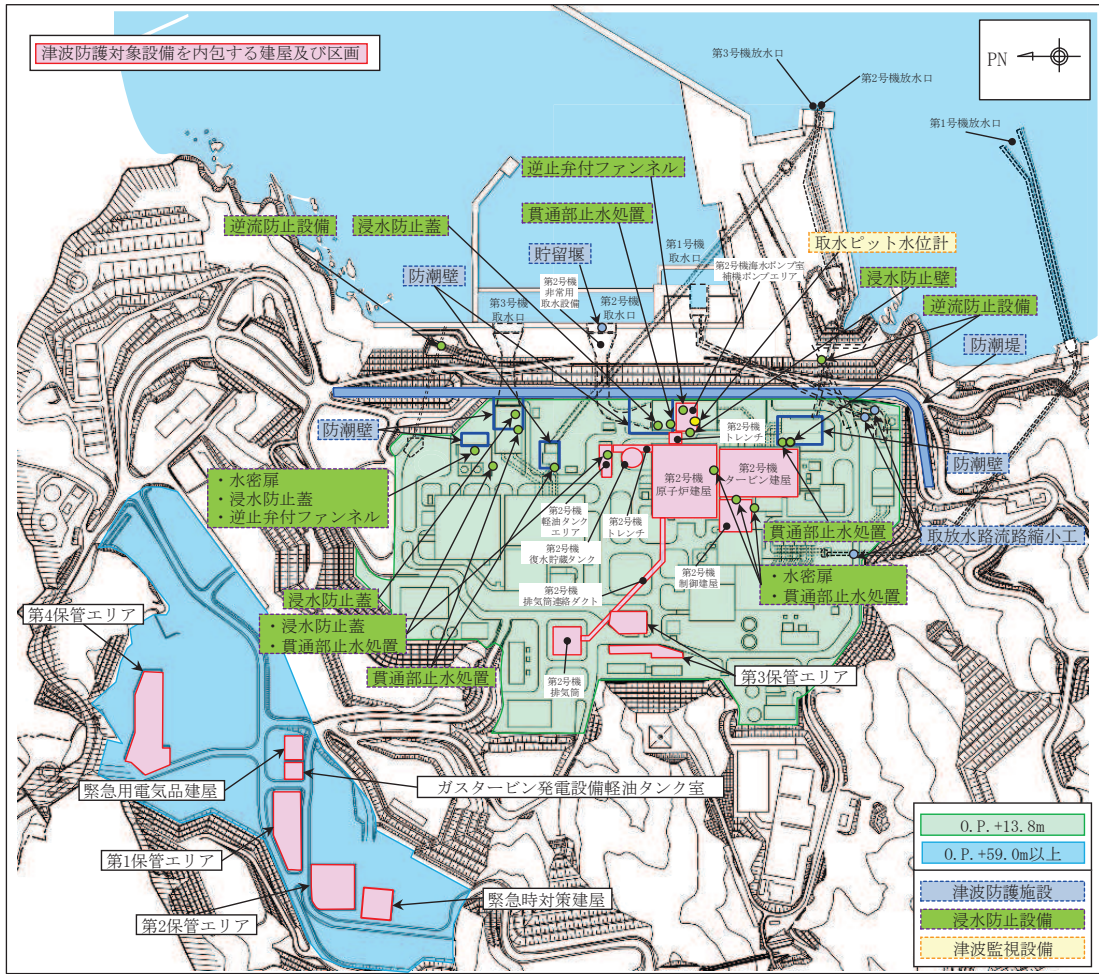 津波防護対象設備を内包する建屋及び区画
PN
第3号機放水口
第2号機放水口
第1号機放水口
逆止弁付ファンネル
貫通部止水処置
逆流防止設備
浸水防止蓋
防潮壁
貯留堰
第1号機
取水口
第2号機海水ポンプ室
補機ポンプエリア
取水ピット水位計
浸水防止壁
逆流防止設備
防潮堤
第2号機
非常用
取水設備
第3号機
取水口
第2号機
取水口
防潮壁
第2号機
トレンチ
防潮壁
・水密扉
・浸水防止蓋
・逆止弁付ファンネル
第2号機
原子炉建屋
第2号機
タービン建屋
第2号機
軽油タンク
エリア
第2号機
トレンチ
第2号機
復水貯蔵タンク
貫通部止水処置
取放水路流路縮小工
第2号機
制御建屋
・水密扉
・貫通部止水処置
第2号機
排気筒連絡ダクト
浸水防止蓋
・浸水防止蓋
・貫通部止水処置
貫通部止水処置
第4保管エリア
第2号機
排気筒
第3保管エリア
緊急用電気品建屋
ガスタービン発電設備軽油タンク室
第1保管エリア
第2保管エリア
緊急時対策建屋
O.P.+13.8m
O.P.+59.0m以上
津波防護施設
浸水防止設備
津波監視設備